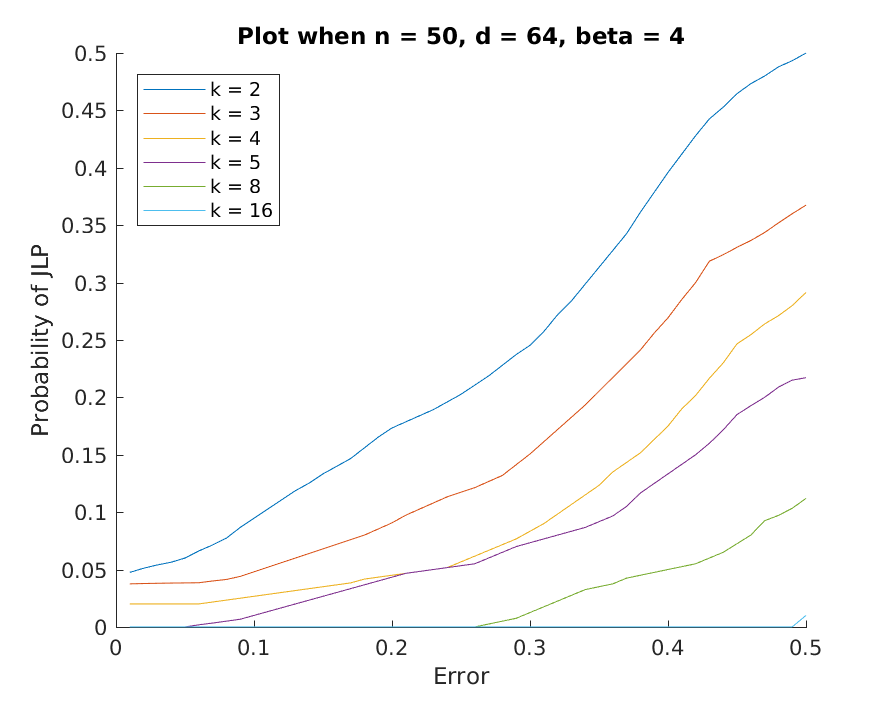 Plot when n = 50, d = 64, beta = 4
0.5
0.45
0.4
0.35
0.3
0.25
0.2
0.15
0.1
0.05
0
k = 2
k = 3
k = 4
k = 5
k = 8
k = 16
Probability of JLP
0 0.1 0.2 0.3 0.4 0.5
Error